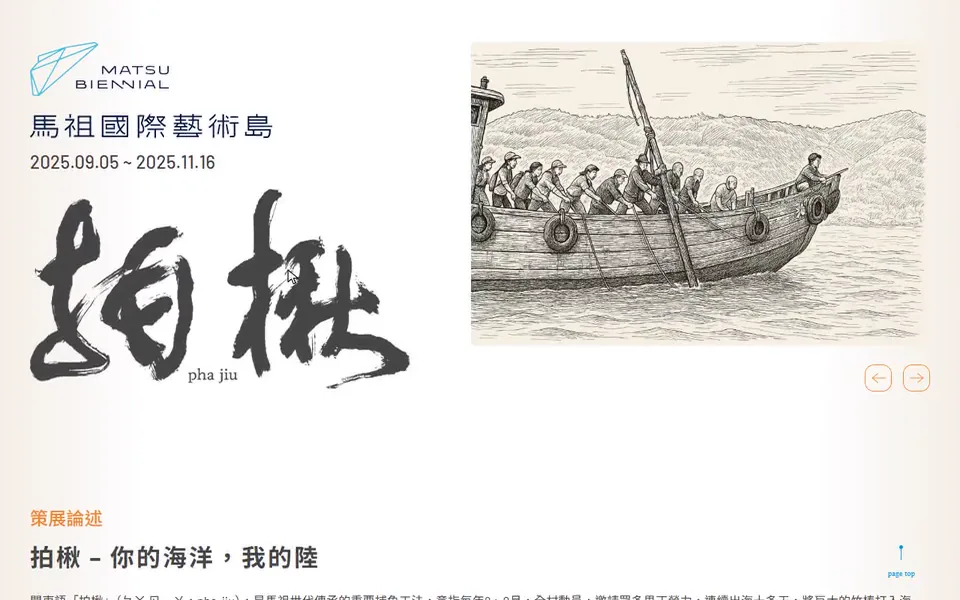 MATSU
BIENNIAL
馬祖國際藝術島
2025.09.05 ~ 2025.11.16
拍楸
pha jiu
策展論述
拍楸 – 你的海洋，我的陸
page top